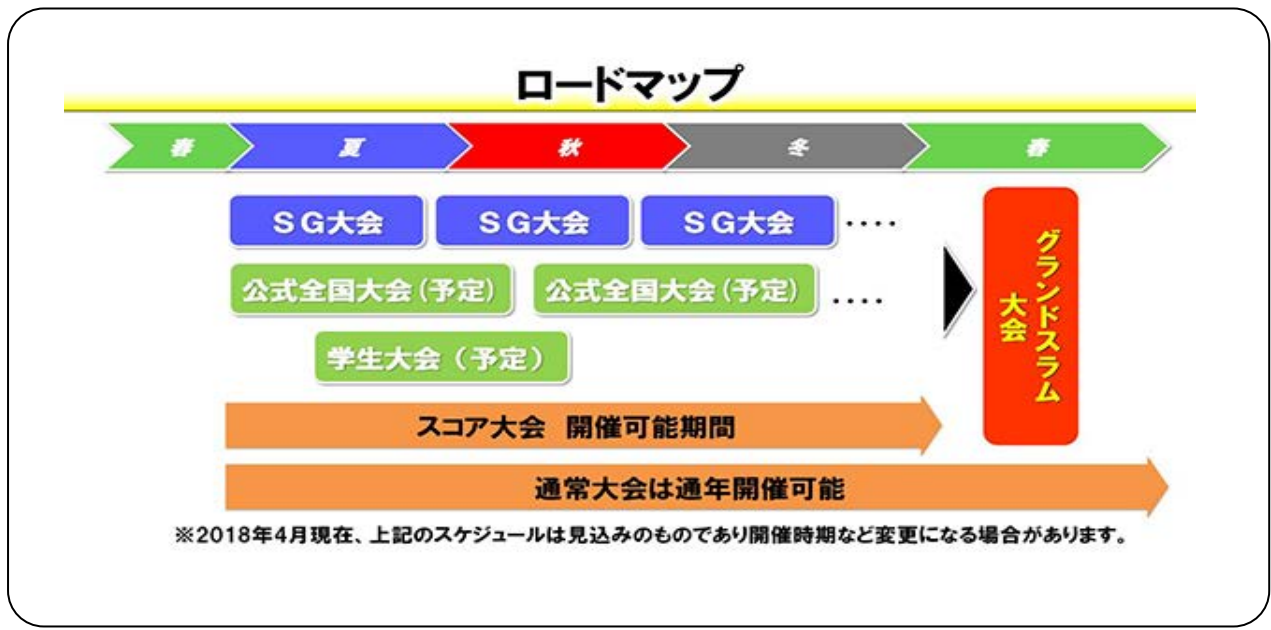 ロードマップ
春 夏 秋 冬 春
SG大会 SG大会 SG大会 ････
公式全国大会(予定) 公式全国大会(予定) ････
学生大会(予定)
グランドスラム
大会
スコア大会 開催可能期間
通常大会は通年開催可能
※2018年4月現在、上記のスケジュールは見込みのものであり開催時期など変更になる場合があります。